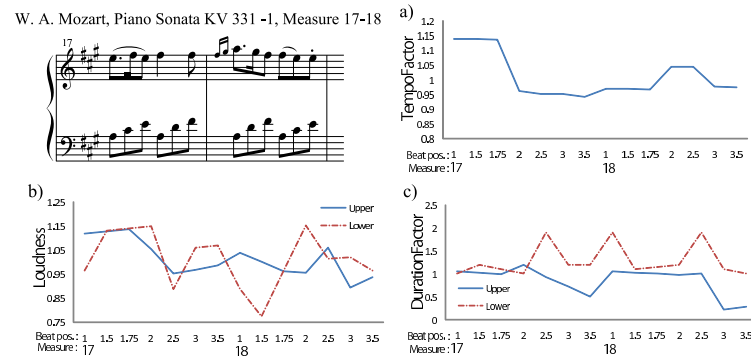 W. A. Mozart, Piano Sonata KV 331 -1, Measure 17-18
17
a)
TempoFactor
1.2
1.15
1.1
1.05
1
0.95
0.9
0.85
0.8
Beat pos.: 1 1.5 1.75 2 2.5 3 3.5 1 1.5 1.75 2 2.5 3 3.5
Measure : 17 18
b)
Loudness
1.25
1.15
1.05
0.95
0.85
0.75
Upper
Lower
Beat pos.: 1 1.5 1.75 2 2.5 3 3.5 1 1.5 1.75 2 2.5 3 3.5
Measure : 17 18
c)
DurationFactor
2.5
2
1.5
1
0.5
0
Upper
Lower
Beat pos.: 1 1.5 1.75 2 2.5 3 3.5 1 1.5 1.75 2 2.5 3 3.5
Measure : 17 18